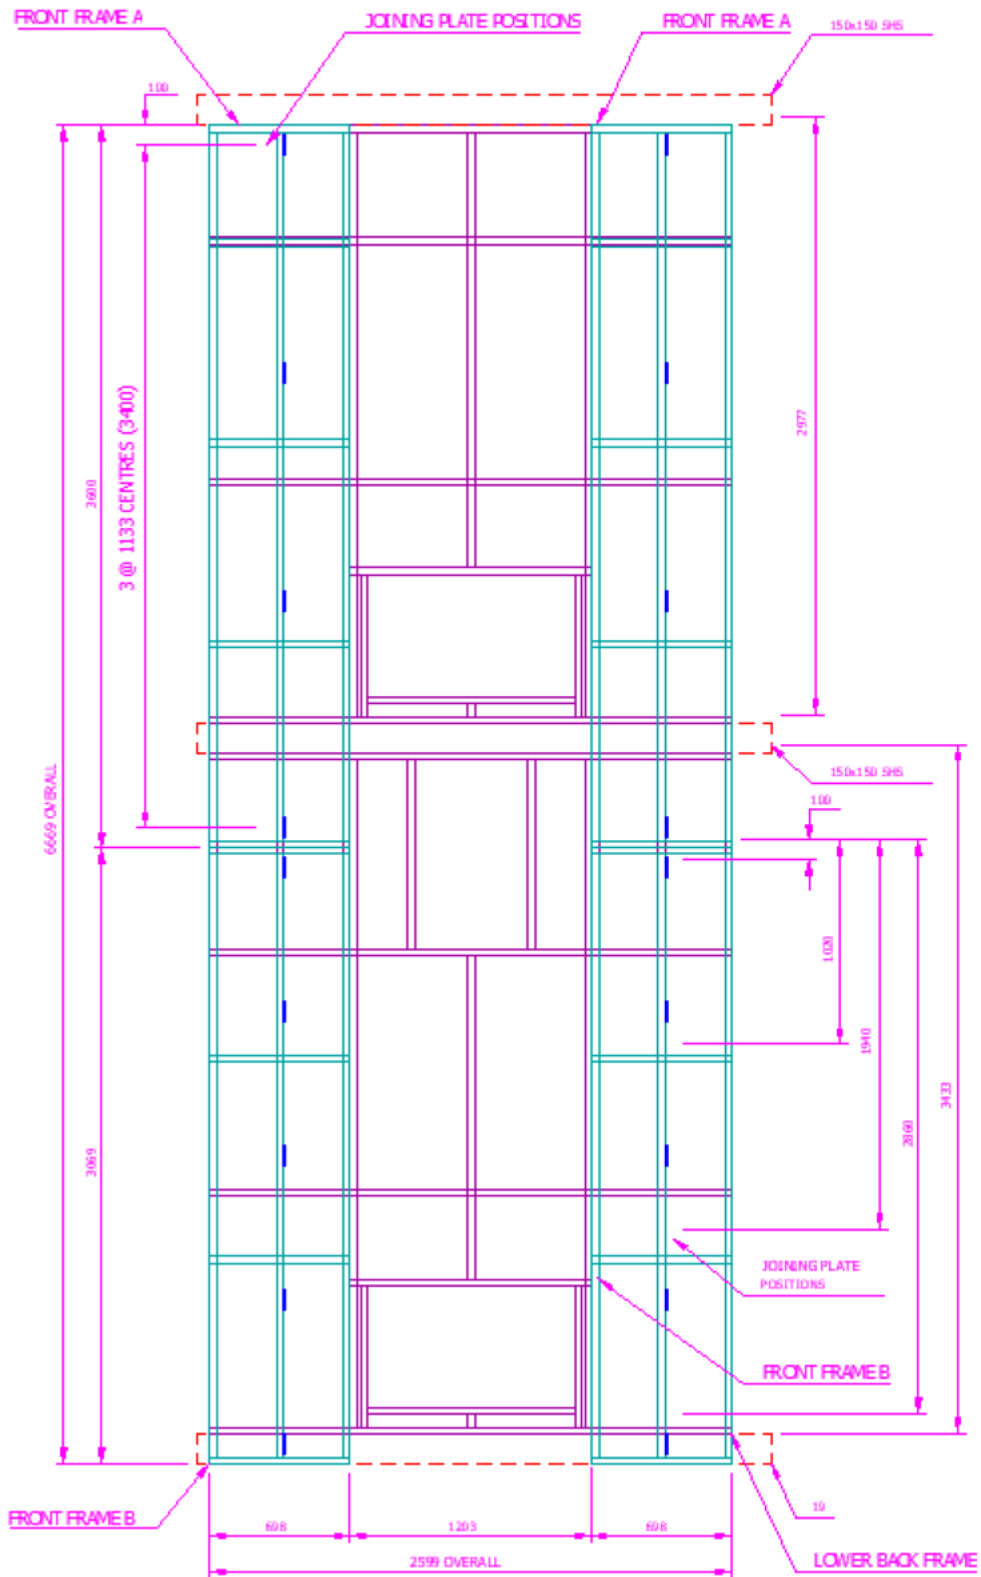 FRONT FRAME A
JOINING PLATE POSITIONS
FRONT FRAME A
150x150 SHS
100
2977
3600
3 @ 1133 CENTRES (3400)
6669 OVERALL
150x150 SHS
100
1020
1940
2860
3433
3069
JOINING PLATE
POSITIONS
FRONT FRAME B
FRONT FRAME B
698
1203
698
2599 OVERALL
19
LOWER BACK FRAME